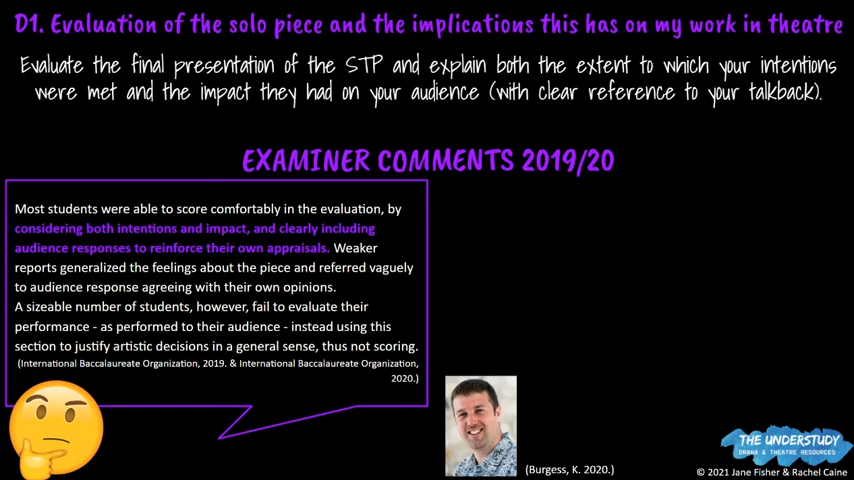 D1. Evaluation of the solo piece and the implications this has on my work in theatre
Evaluate the final presentation of the STP and explain both the extent to which your intentions
were met and the impact they had on your audience (with clear reference to your talkback).
EXAMINER COMMENTS 2019/20
Most students were able to score comfortably in the evaluation, by
considering both intentions and impact, and clearly including
audience responses to reinforce their own appraisals. Weaker
reports generalized the feelings about the piece and referred vaguely
to audience response agreeing with their own opinions.
A sizeable number of students, however, fail to evaluate their
performance - as performed to their audience - instead using this
section to justify artistic decisions in a general sense, thus not scoring.
(International Baccalaureate Organization, 2019. & International Baccalaureate Organization,
2020.)
(Burgess, K. 2020.)
THE UNDERSTUDY
DRAMA & THEATRE RESOURCES
© 2021 Jane Fisher & Rachel Caine